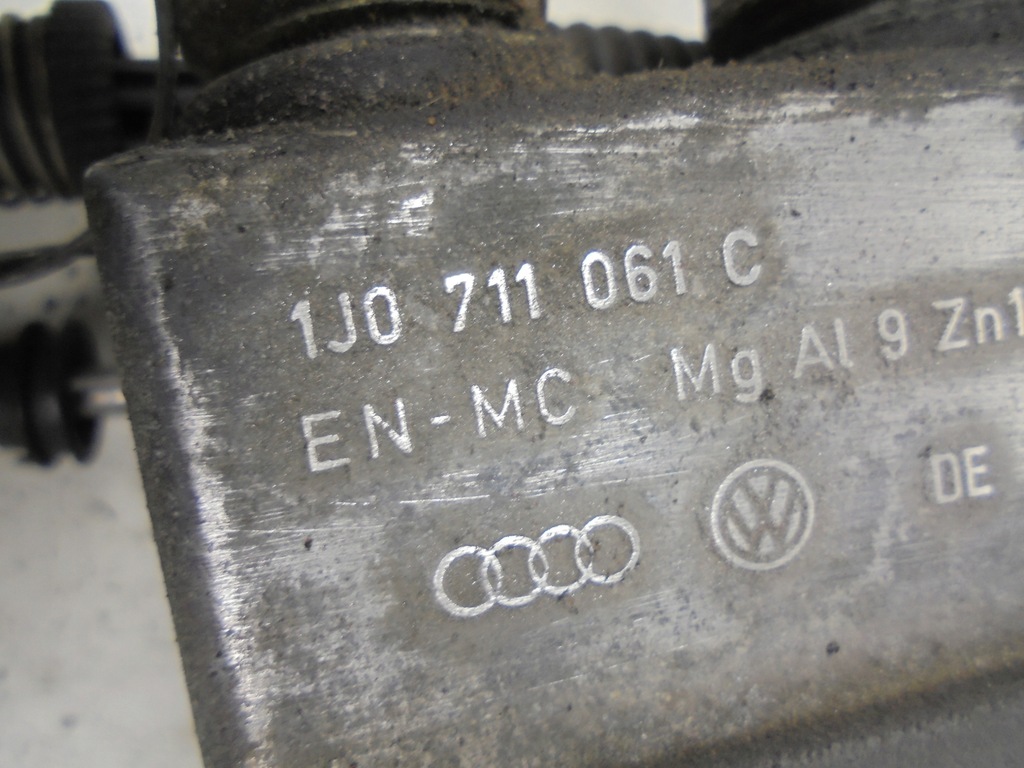 1J0 711 061 C
EN-MC Mg Al 9 Zn1
DE